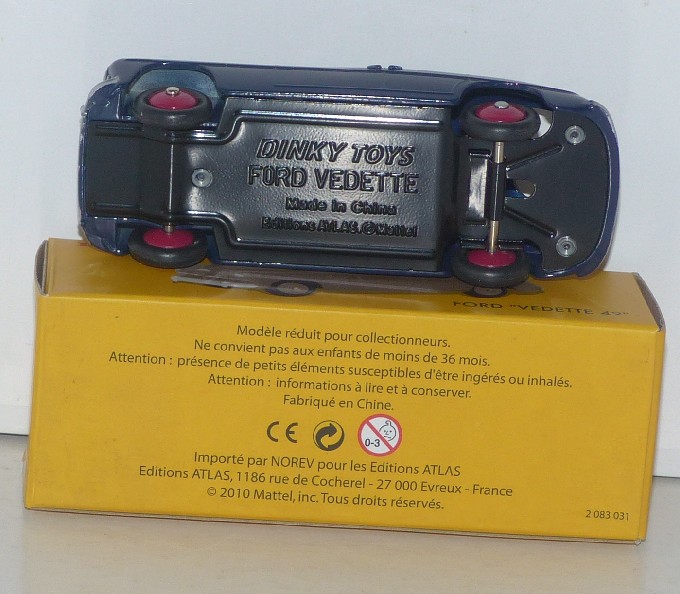 DINKY TOYS
FORD VEDETTE
Made in China
Editions ATLAS. © Mattel
FORD "VEDETTE 49"
Modèle réduit pour collectionneurs.
Ne convient pas aux enfants de moins de 36 mois.
Attention : présence de petits éléments susceptibles d'être ingérés ou inhalés.
Attention : informations à lire et à conserver.
Fabriqué en Chine.
CE
0-3
Importé par NOREV pour les Editions ATLAS
Editions ATLAS, 1186 rue de Cocherel - 27 000 Evreux - France
© 2010 Mattel, inc. Tous droits réservés.
2 083 031